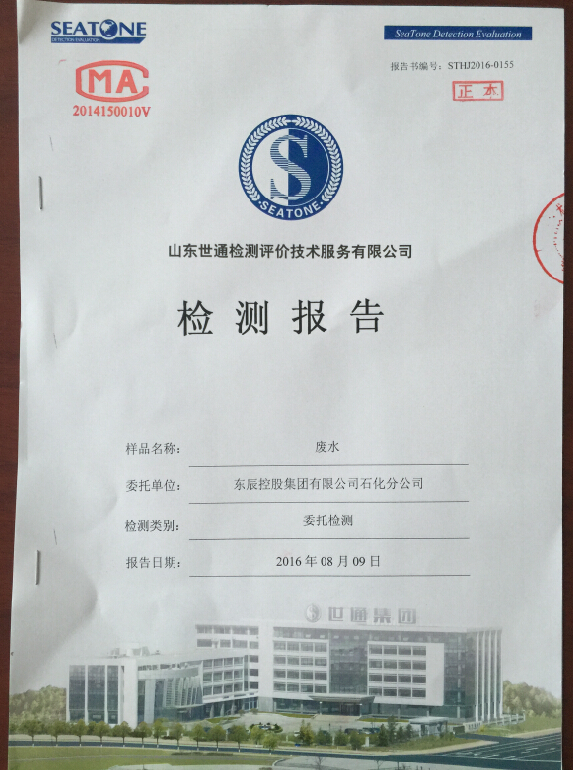 SEATONE
DETECTION EVALUATION
SeaTone Detection Evaluation
报告书编号：STHJ2016-0155
正本
CMA
2014150010V
S
SEATONE
山东世通检测评价技术服务有限公司
检测报告
样品名称：废水
委托单位：东辰控股集团有限公司石化分公司
检测类别：委托检测
报告日期：2016年08月09日
世通集团